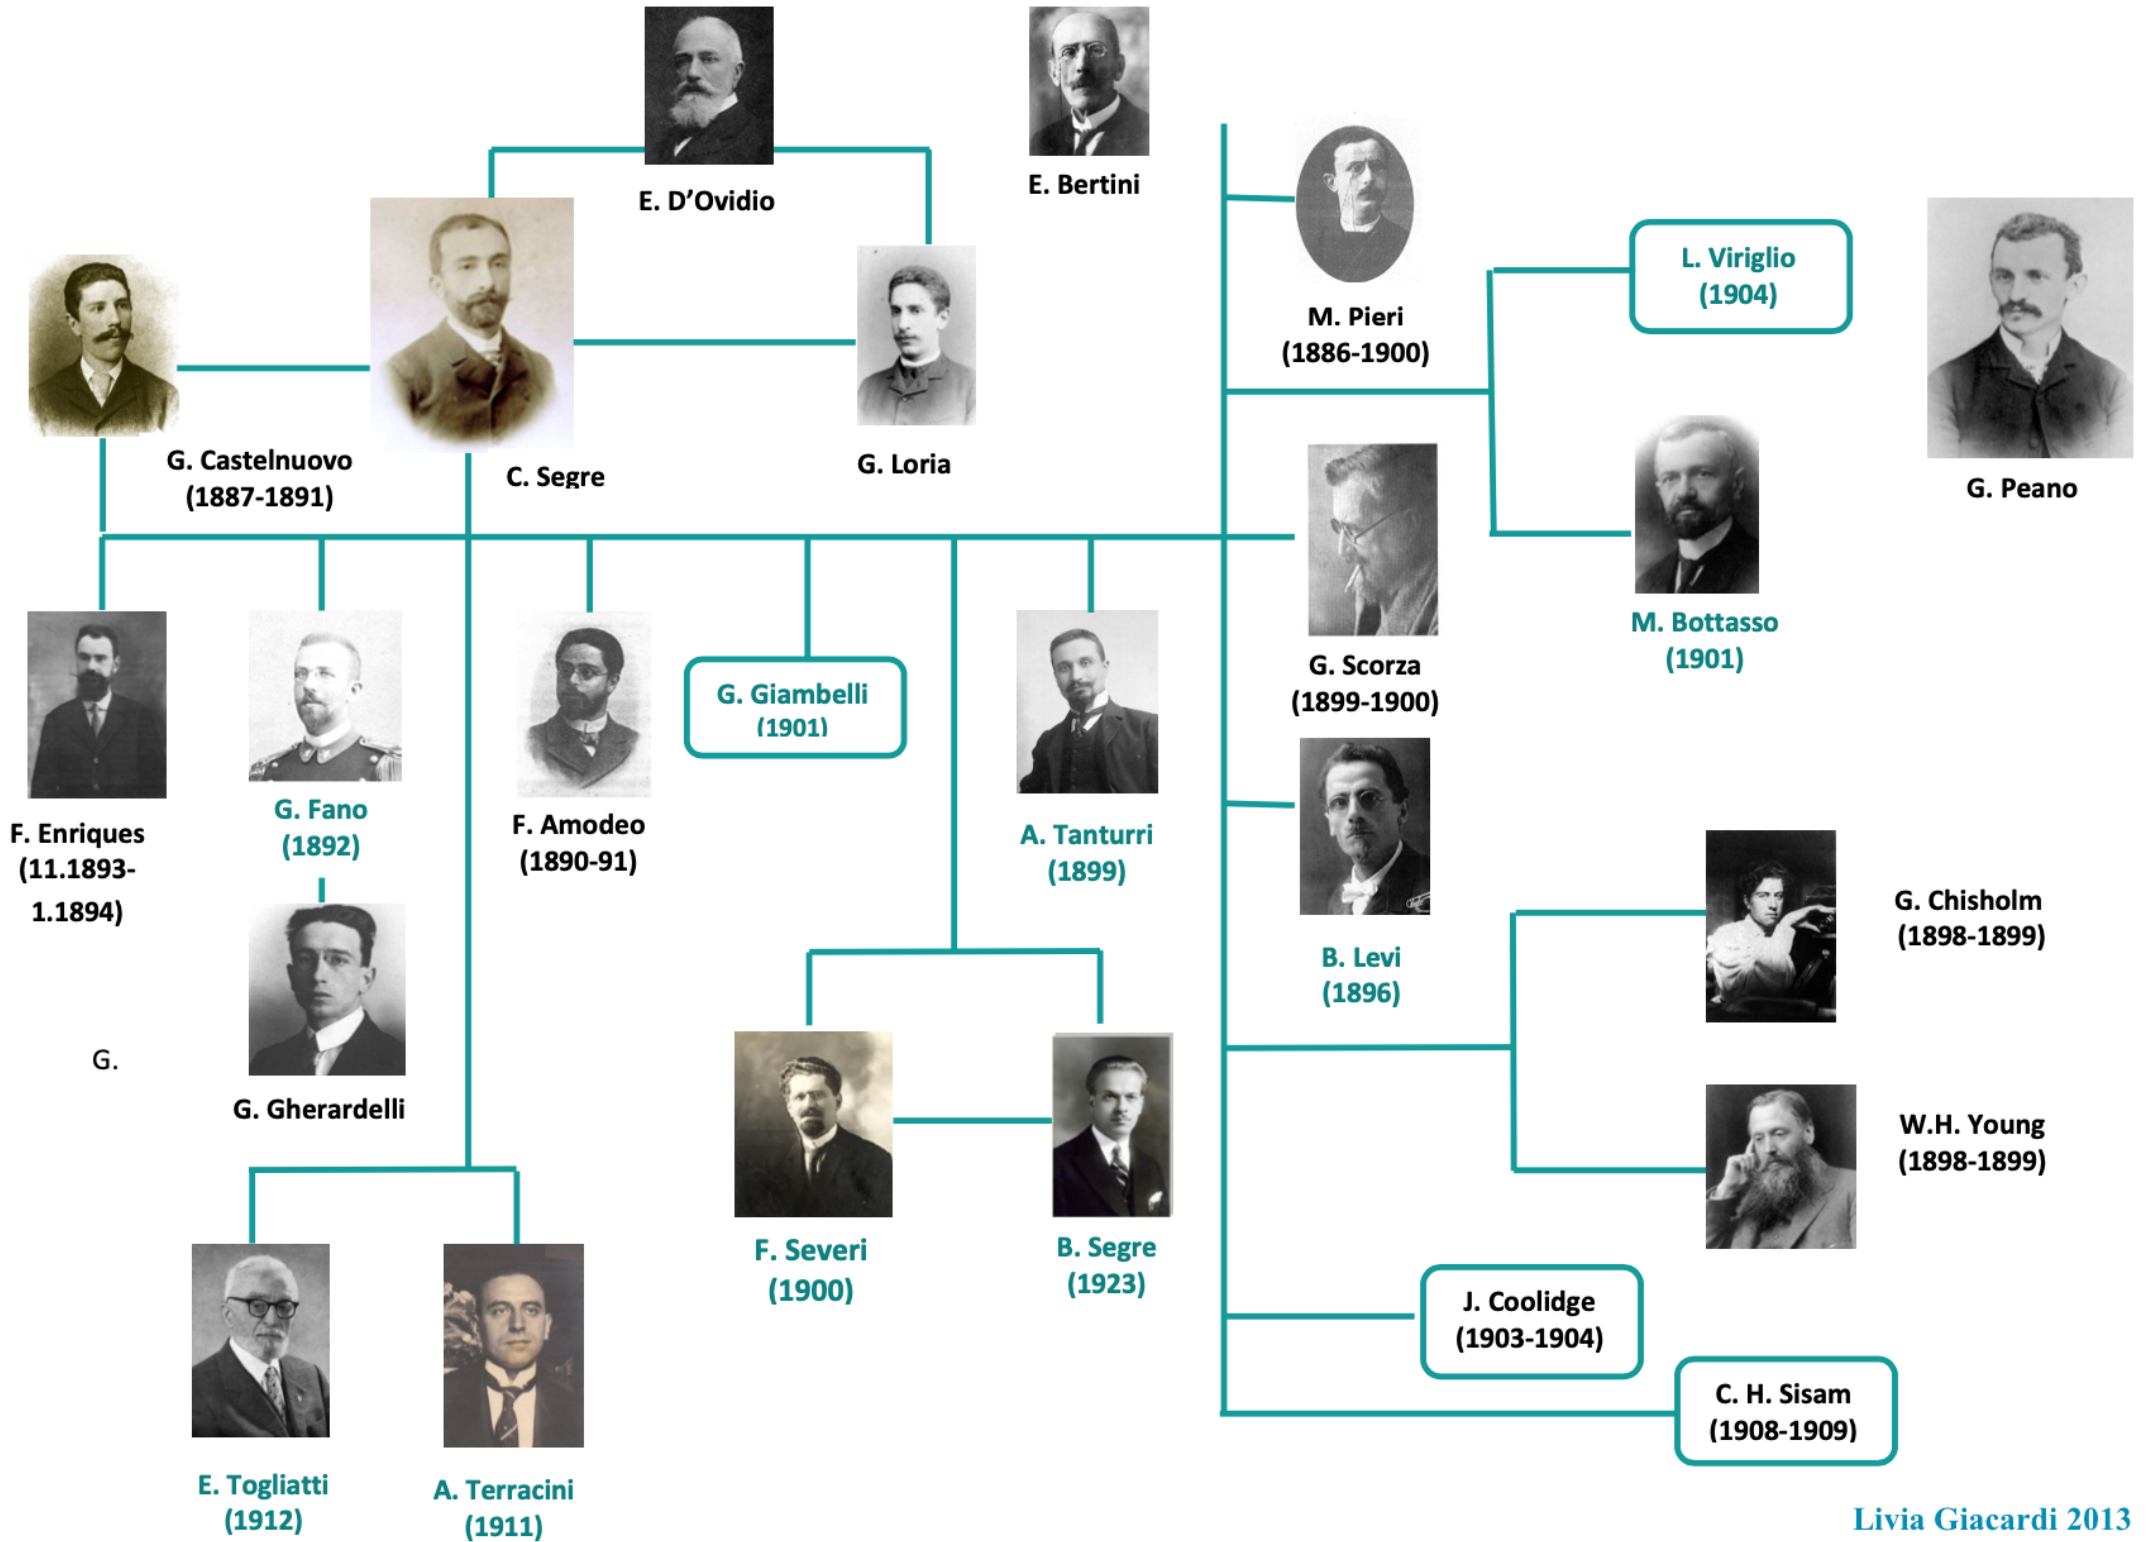 E. D’Ovidio
E. Bertini
M. Pieri
(1886-1900)
L. Viriglio
(1904)
G. Castelnuovo
(1887-1891)
C. Segre
G. Loria
G. Peano
G. Scorza
(1899-1900)
M. Bottasso
(1901)
F. Enriques
(11.1893-
1.1894)
G. Fano
(1892)
F. Amodeo
(1890-91)
G. Giambelli
(1901)
A. Tanturri
(1899)
B. Levi
(1896)
G. Chisholm
(1898-1899)
G.
G. Gherardelli
W.H. Young
(1898-1899)
F. Severi
(1900)
B. Segre
(1923)
J. Coolidge
(1903-1904)
C. H. Sisam
(1908-1909)
E. Togliatti
(1912)
A. Terracini
(1911)
Livia Giacardi 2013